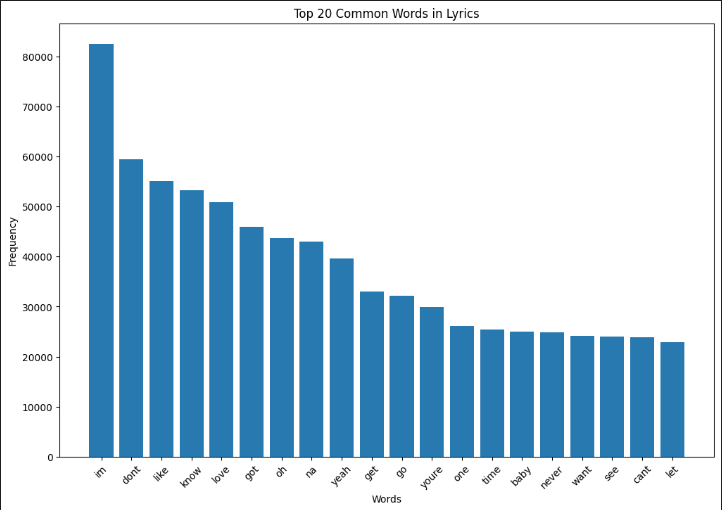 Top 20 Common Words in Lyrics
80000
70000
60000
50000
40000
30000
20000
10000
0
Frequency
im dont like know love got oh na yeah get go youre one time baby never want see cant let
Words